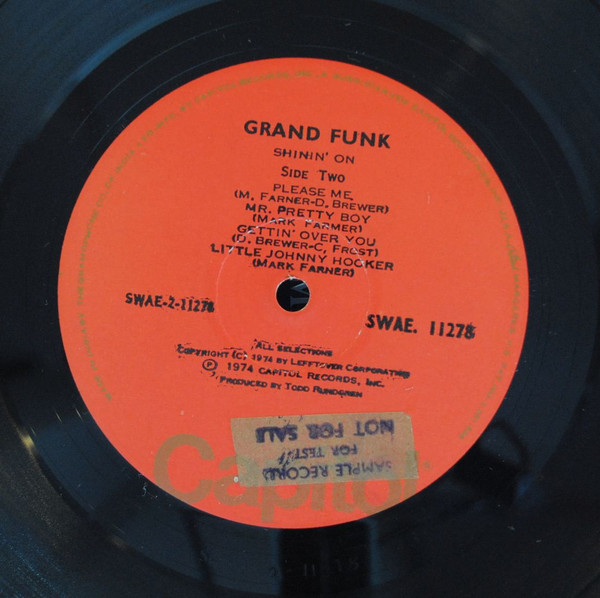 GRAND FUNK
SHININ' ON
SIDE TWO
PLEASE ME
(M. FARNER-D. BREWER)
MR. PRETTY BOY
(MARK FARMER)
GETTIN' OVER YOU
(D. BREWER-C, FROST)
LITTLE JOHNNY HOOKER
(MARK FARNER)
SWAE-2-11278
SWAE. 11278
ALL SELECTIONS
COPYRIGHT (C) 1974 BY LEFTOVER CORPORATION
Ⓟ 1974 CAPITOL RECORDS, INC.
PRODUCED BY TODD RUNDGREN
SAMPLE RECORD
FOR TEST
NOT FOR SALE
Capitol